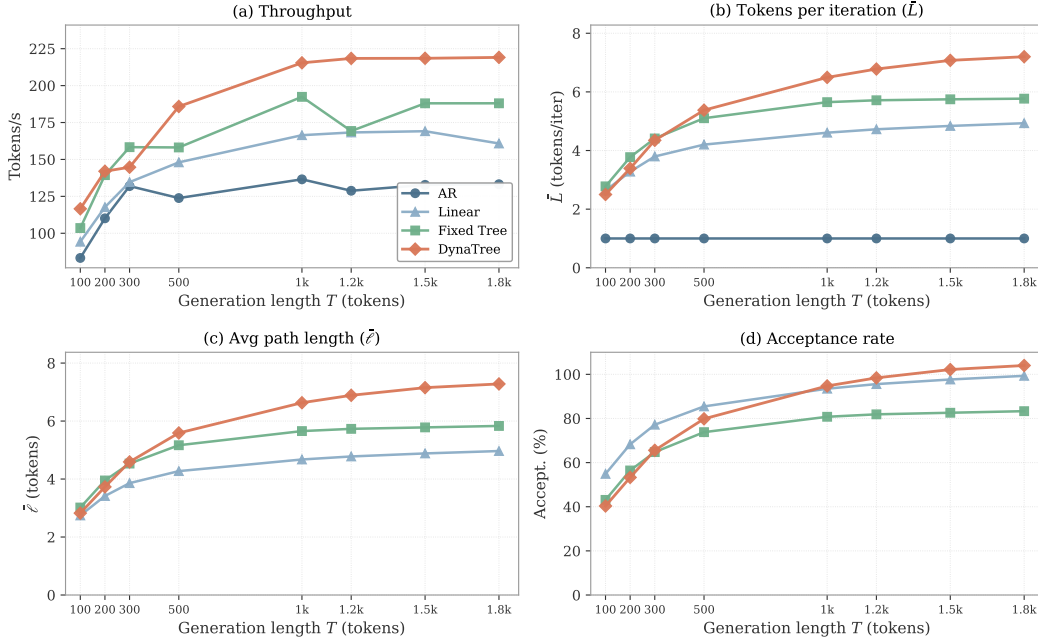 (a) Throughput
Tokens/s
225
200
175
150
125
100
100 200 300 500 1k 1.2k 1.5k 1.8k
Generation length T (tokens)
AR
Linear
Fixed Tree
DynaTree
(b) Tokens per iteration (L̄)
L̄ (tokens/iter)
8
6
4
2
0
100 200 300 500 1k 1.2k 1.5k 1.8k
Generation length T (tokens)
(c) Avg path length (ℓ̄)
ℓ̄ (tokens)
8
6
4
2
0
100 200 300 500 1k 1.2k 1.5k 1.8k
Generation length T (tokens)
(d) Acceptance rate
Accept. (%)
100
80
60
40
20
0
100 200 300 500 1k 1.2k 1.5k 1.8k
Generation length T (tokens)